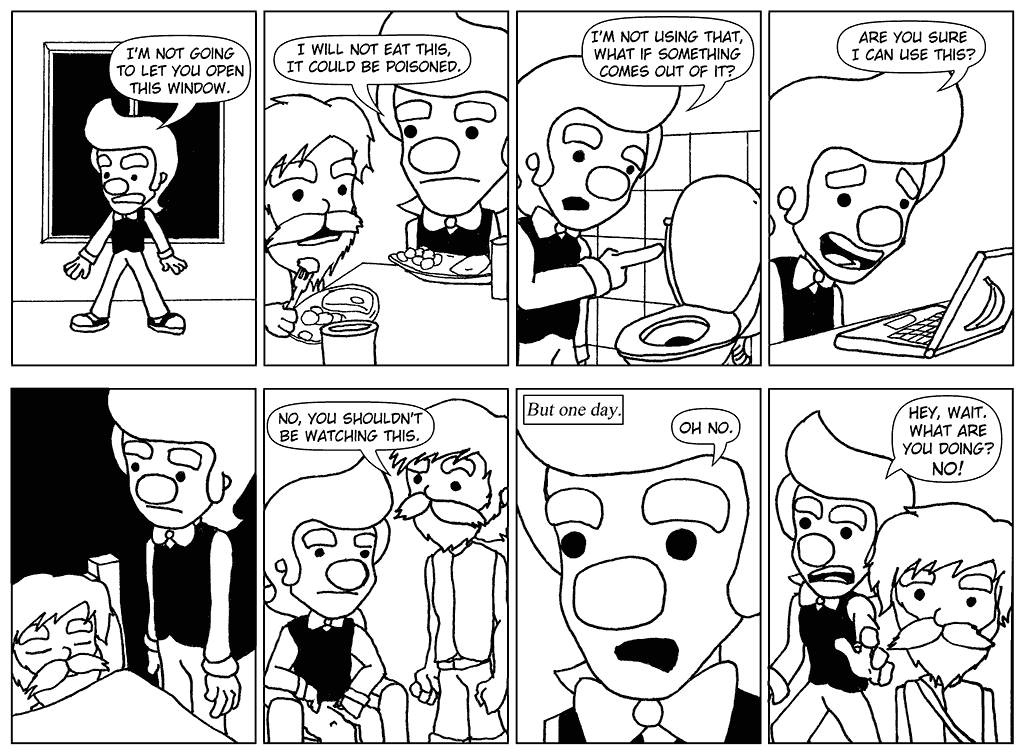 I'M NOT GOING
TO LET YOU OPEN
THIS WINDOW.
I WILL NOT EAT THIS,
IT COULD BE POISONED.
I'M NOT USING THAT,
WHAT IF SOMETHING
COMES OUT OF IT?
ARE YOU SURE
I CAN USE THIS?
NO, YOU SHOULDN'T
BE WATCHING THIS.
But one day.
OH NO.
HEY, WAIT.
WHAT ARE
YOU DOING?
NO!